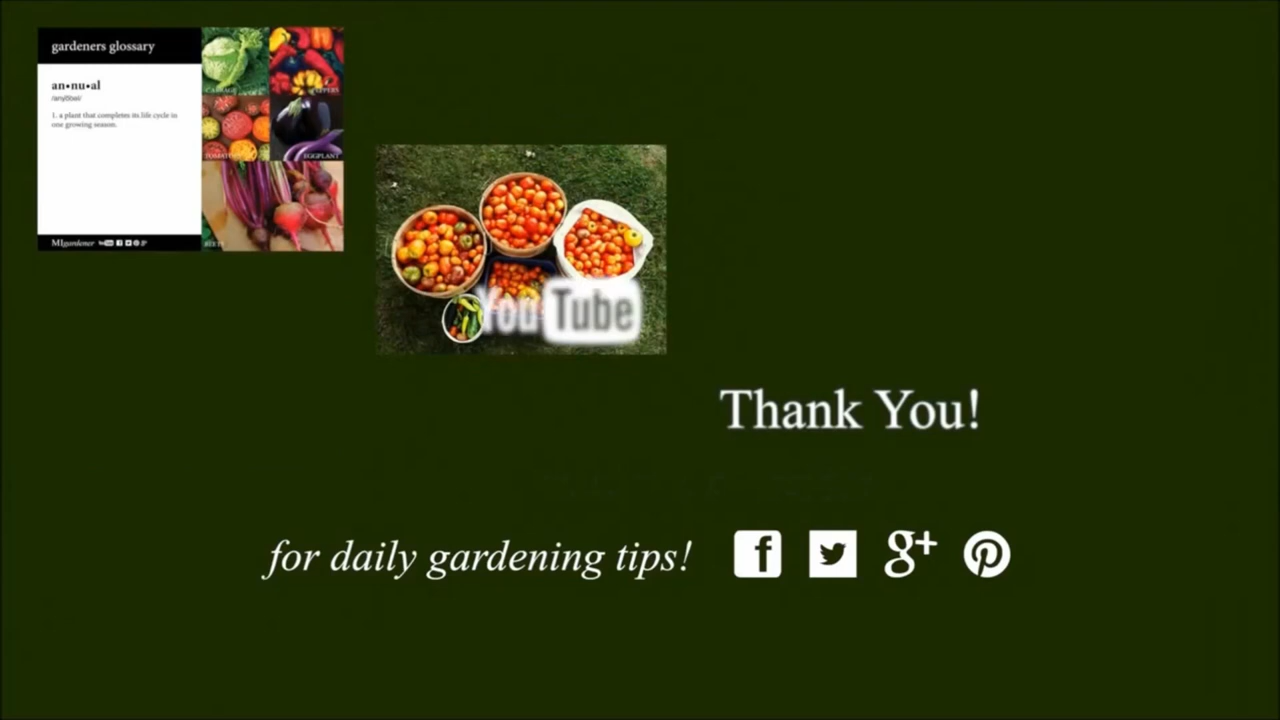 gardeners glossary
an•nu•al
1. a plant that completes its life cycle in
one growing season.
CABBAGE
PEPPERS
TOMATO
EGGPLANT
BEETS
MIgardener
YouTube
Thank You!
for daily gardening tips!